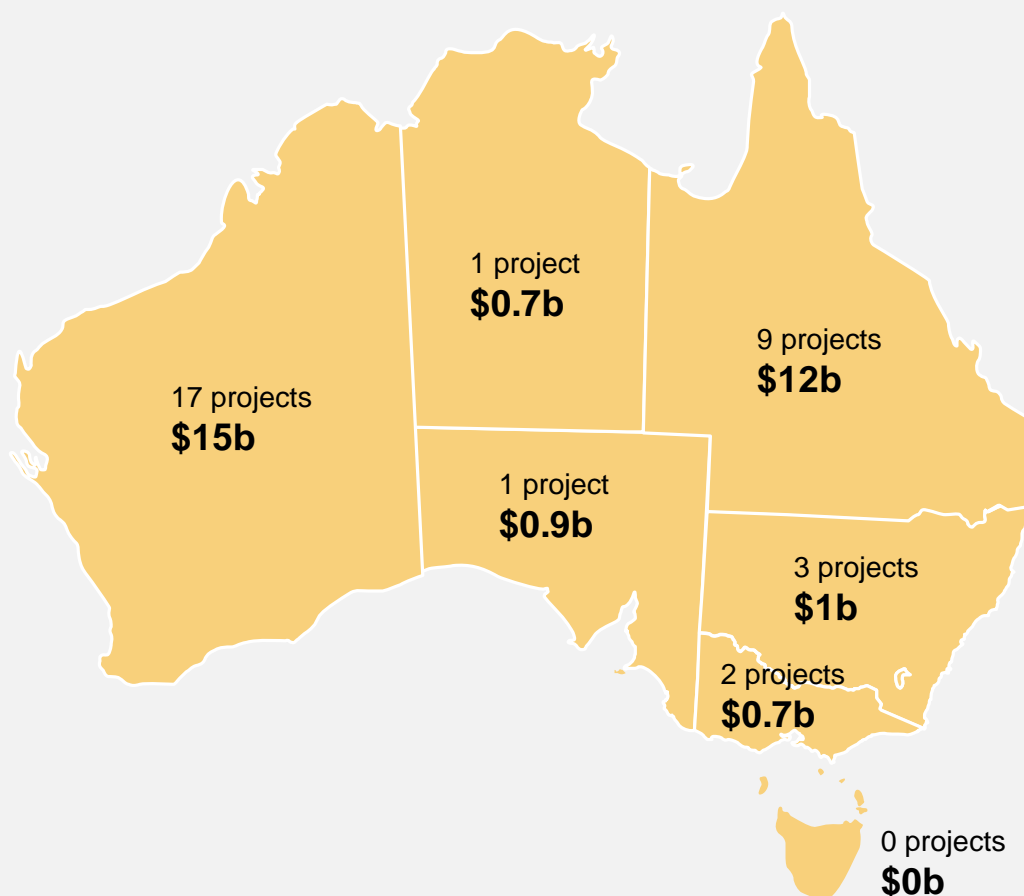 1 project
$0.7b
9 projects
$12b
17 projects
$15b
1 project
$0.9b
3 projects
$1b
2 projects
$0.7b
0 projects
$0b